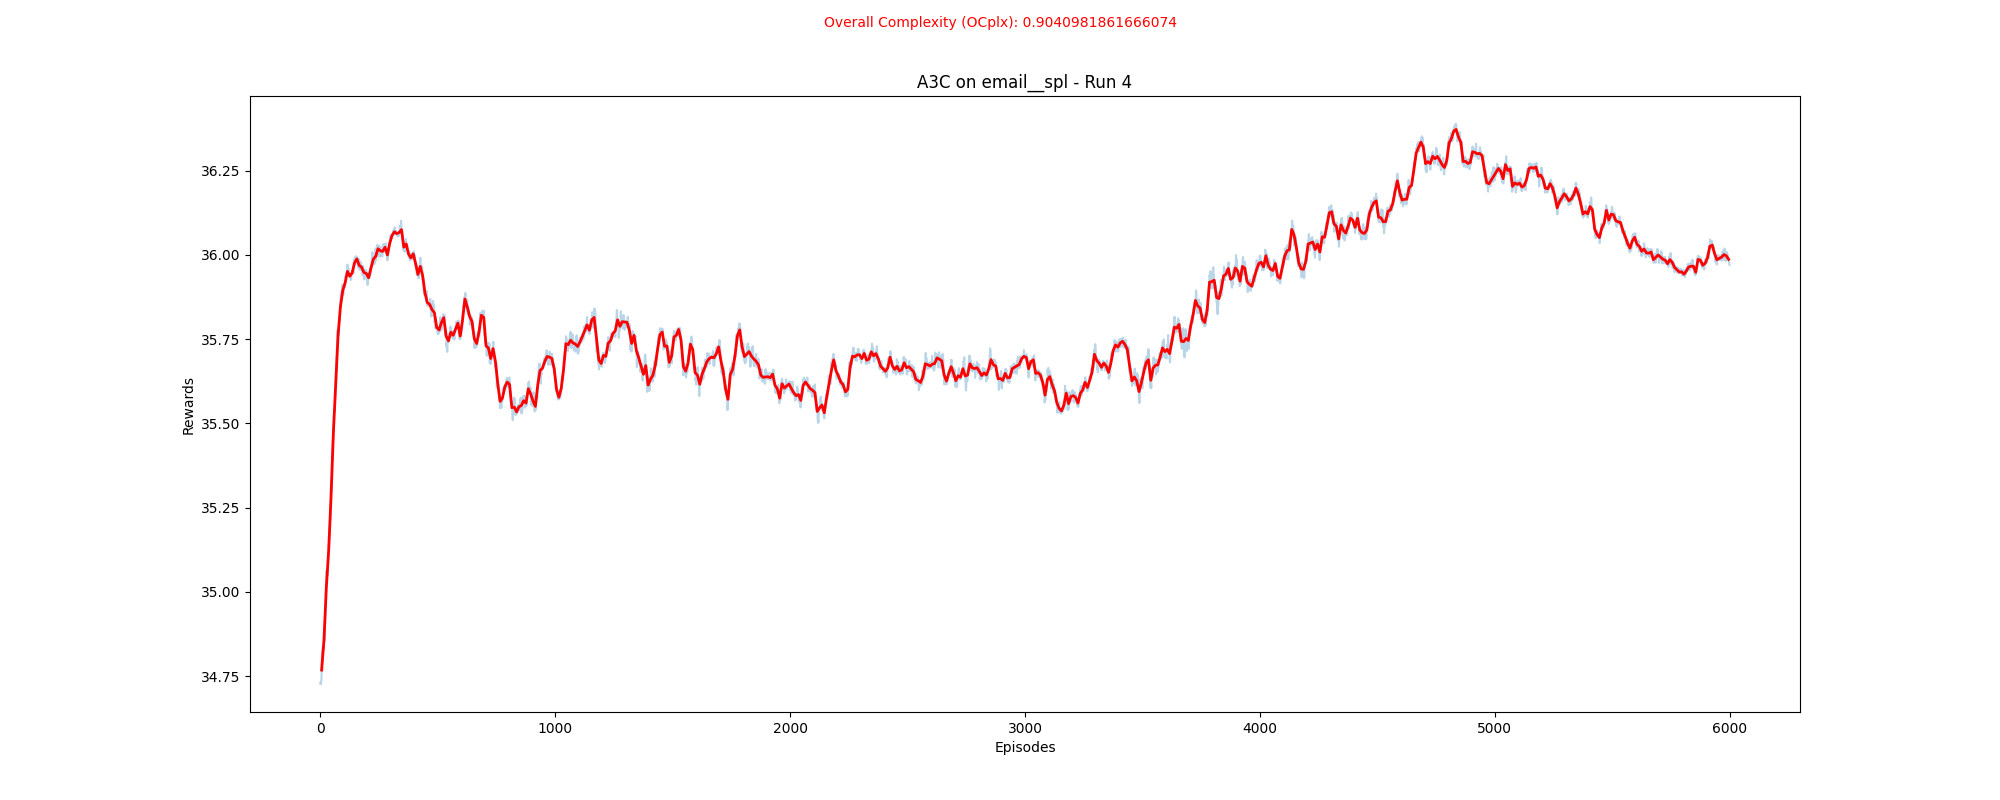 Overall Complexity (OCplx): 0.9040981861666074
A3C on email__spl - Run 4
Rewards
36.25
36.00
35.75
35.50
35.25
35.00
34.75
0 1000 2000 3000 4000 5000 6000
Episodes